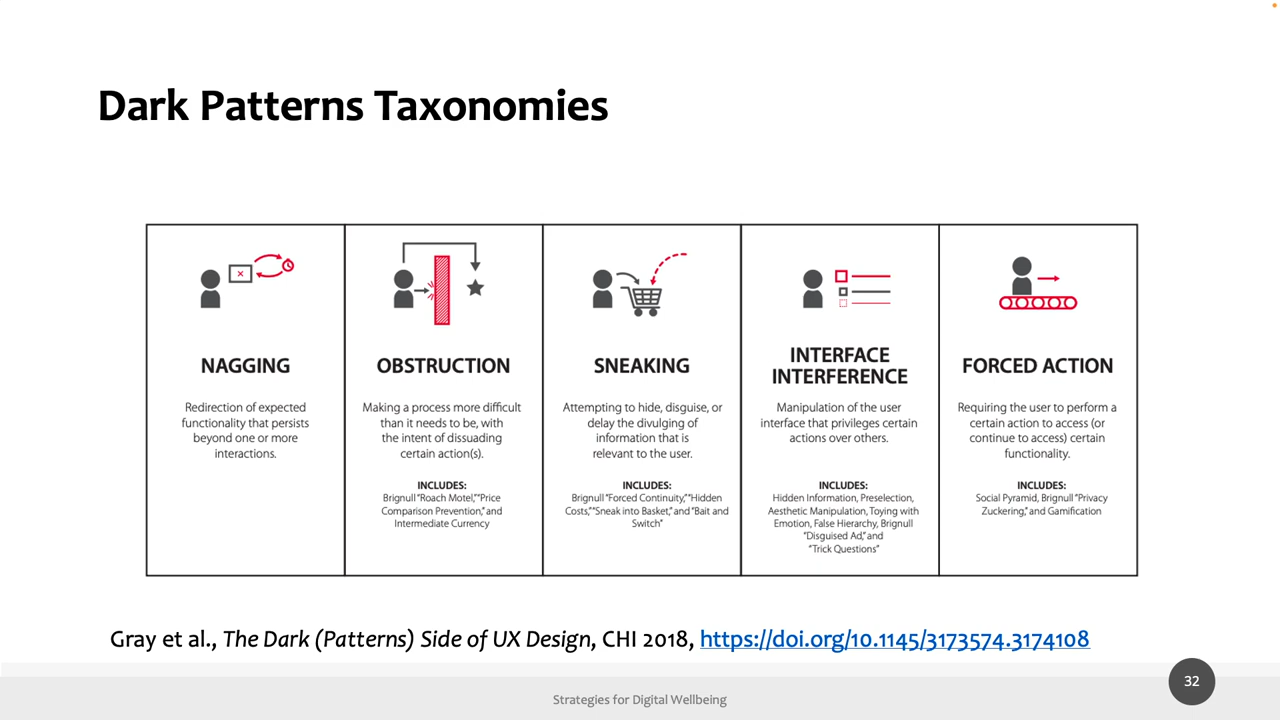 Dark Patterns Taxonomies
NAGGING
Redirection of expected
functionality that persists
beyond one or more
interactions.
OBSTRUCTION
Making a process more difficult
than it needs to be, with
the intent of dissuading
certain action(s).
INCLUDES:
Brignull “Roach Motel,” “Price
Comparison Prevention,” and
Intermediate Currency
SNEAKING
Attempting to hide, disguise, or
delay the divulging of
information that is
relevant to the user.
INCLUDES:
Brignull “Forced Continuity,” “Hidden
Costs,” “Sneak into Basket,” and “Bait and
Switch”
INTERFACE
INTERFERENCE
Manipulation of the user
interface that privileges certain
actions over others.
INCLUDES:
Hidden Information, Preselection,
Aesthetic Manipulation, Toying with
Emotion, False Hierarchy, Brignull
“Disguised Ad,” and
“Trick Questions”
FORCED ACTION
Requiring the user to perform a
certain action to access (or
continue to access) certain
functionality.
INCLUDES:
Social Pyramid, Brignull “Privacy
Zuckering,” and Gamification
Gray et al., The Dark (Patterns) Side of UX Design, CHI 2018, https://doi.org/10.1145/3173574.3174108
Strategies for Digital Wellbeing
32